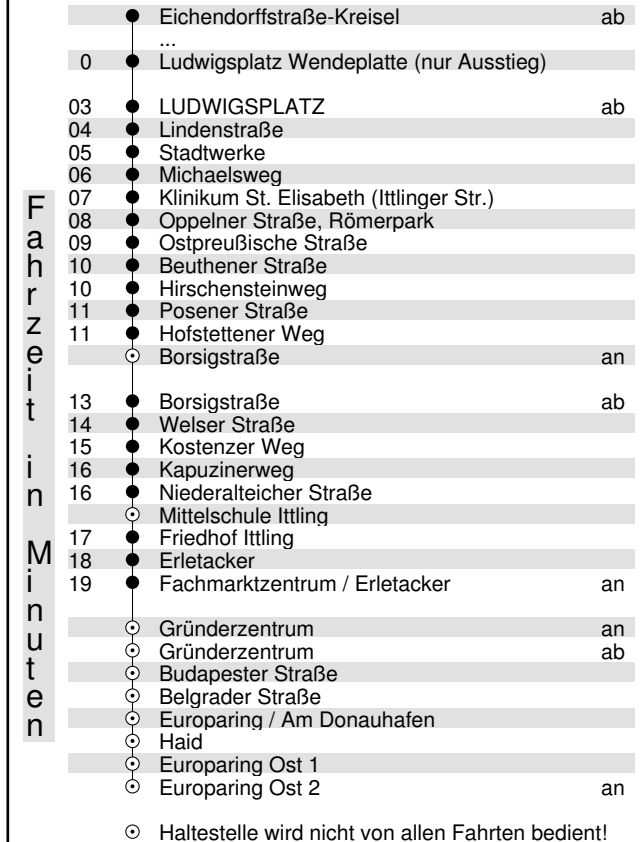 Eichendorffstraße-Kreisel ab
...
0 Ludwigsplatz Wendeplatte (nur Ausstieg)
03 LUDWIGSPLATZ ab
04 Lindenstraße
05 Stadtwerke
06 Michaelsweg
07 Klinikum St. Elisabeth (Ittlinger Str.)
08 Oppelner Straße, Römerpark
09 Ostpreußische Straße
10 Beuthener Straße
10 Hirschensteinweg
11 Posener Straße
11 Hofstettener Weg
Borsigstraße an
13 Borsigstraße ab
14 Welser Straße
15 Kostenzer Weg
16 Kapuzinerweg
16 Niederalteicher Straße
Mittelschule Ittling
17 Friedhof Ittling
18 Erletacker
19 Fachmarktzentrum / Erletacker an
Gründerzentrum an
Gründerzentrum ab
Budapester Straße
Belgrader Straße
Europaring / Am Donauhafen
Haid
Europaring Ost 1
Europaring Ost 2 an
Haltestelle wird nicht von allen Fahrten bedient!
Fahrzeit in Minuten